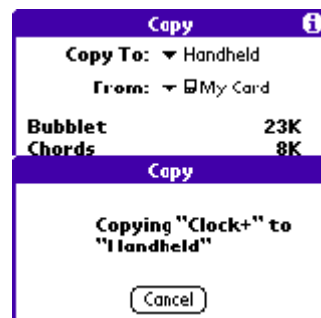 Copy
Copy To: Handheld
From: My Card
Bubblet 23K
Chords 8K
Copy
Copying "Clock+" to
"Handheld"
Cancel